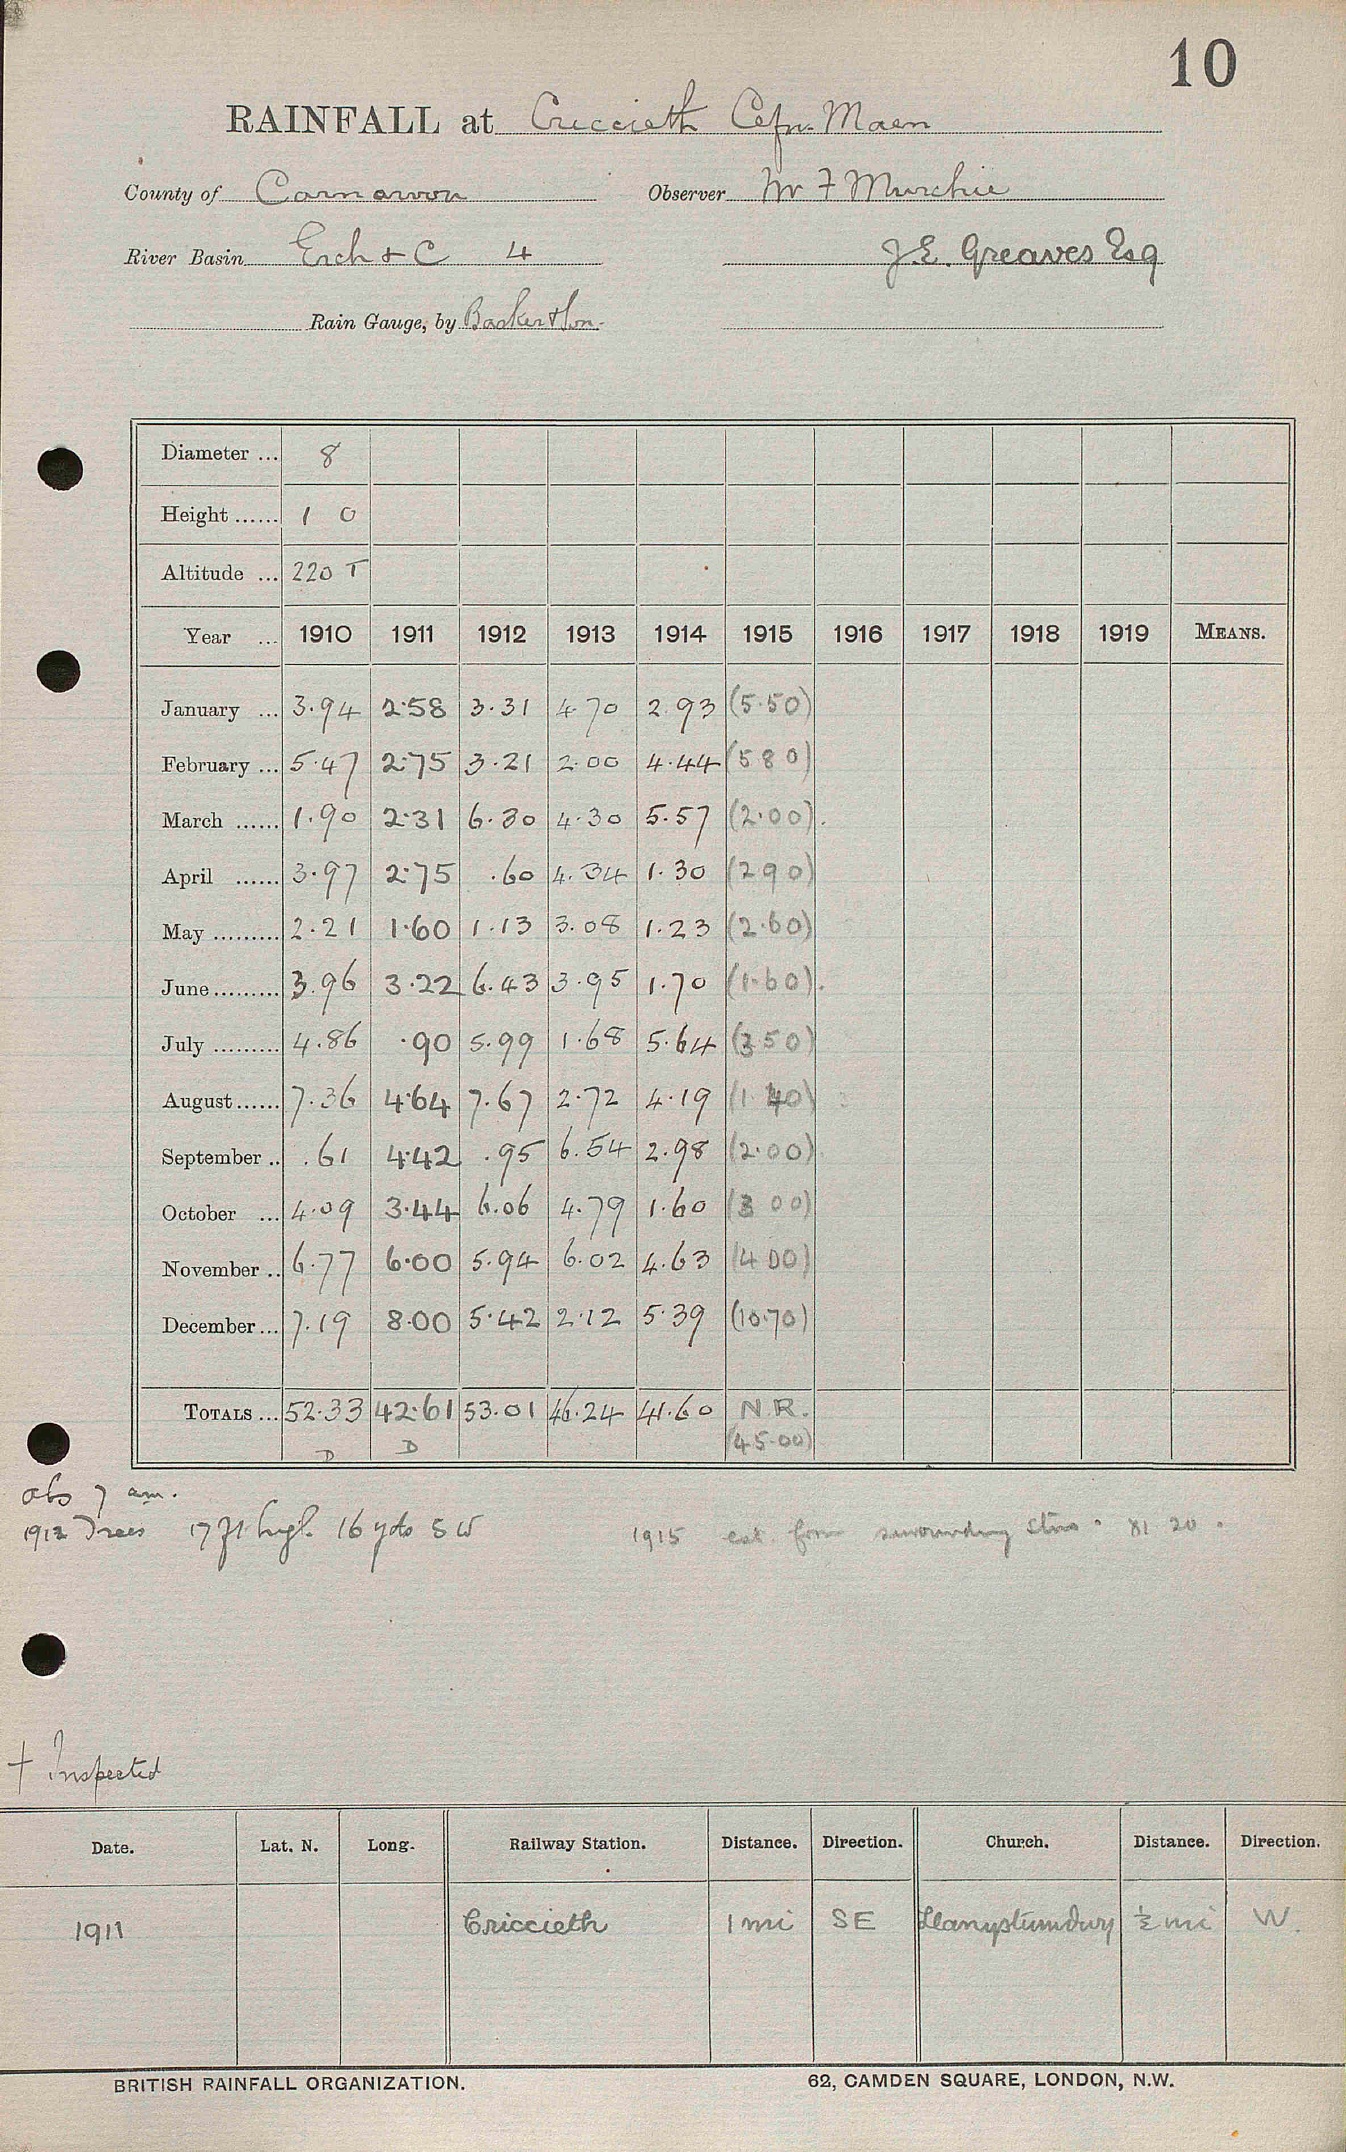 10
RAINFALL at Criccieth Cefn-Maen
County of Carnarvon Observer Mr F Murchie
River Basin Erch & C 4 J.E. Greaves Esq
Rain Gauge, by Baskert & Son.
Diameter ... 8
Height ...... 1 0
Altitude ... 220 T
Year ... 1910 1911 1912 1913 1914 1915 1916 1917 1918 1919 MEANS.
January ... 3.94 2.58 3.31 4.70 2.93 (5.50)
February ... 5.47 2.75 3.21 2.00 4.44 (5 80)
March ...... 1.90 2.31 6.30 4.30 5.57 (2.00)
April ...... 3.97 2.75 .60 4.34 1.30 (2 90)
May ......... 2.21 1.60 1.13 3.08 1.23 (2.60)
June ......... 3.96 3.22 6.43 3.95 1.70 (1.60)
July ......... 4.86 .90 5.99 1.68 5.64 (3 50)
August ...... 7.36 4.64 7.67 2.72 4.19 (1 40)
September .. .61 4.42 .95 6.54 2.98 (2.00)
October ... 4.09 3.44 6.06 4.79 1.60 (3 00)
November .. 6.77 6.00 5.94 6.02 4.63 (4 00)
December ... 7.19 8.00 5.42 2.12 5.39 (10.70)
TOTALS ... 52.33 42.61 53.01 46.24 41.60 N.R.
D D (45.00)
obs 7 am.
1912 Trees 17 ft high 16 yds SW 1915 est. from surrounding stns. 20.
† Inspected
Date. Lat. N. Long. Railway Station. Distance. Direction. Church. Distance. Direction.
1911 Criccieth 1 mi SE Llanystumdwy ½ mi W.
BRITISH RAINFALL ORGANIZATION. 62, CAMDEN SQUARE, LONDON, N.W.